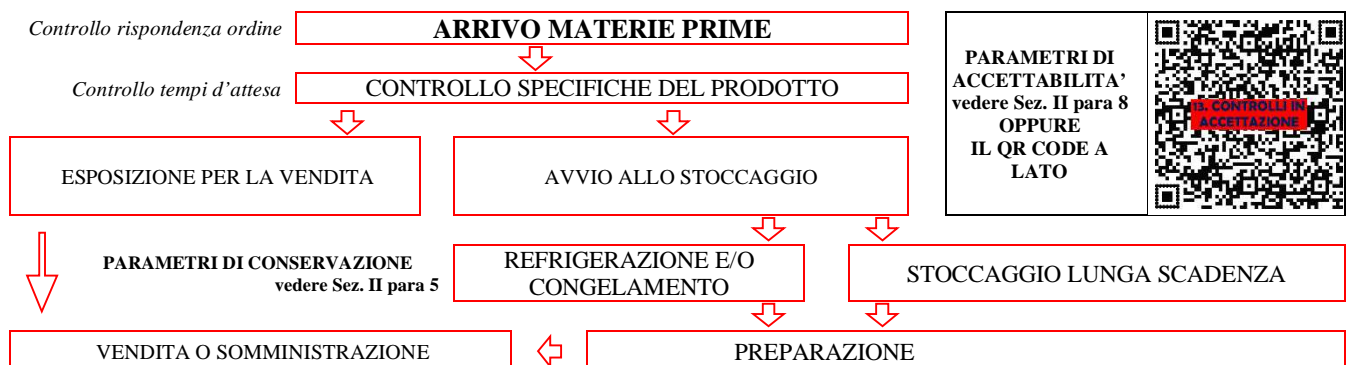 Controllo rispondenza ordine
ARRIVO MATERIE PRIME
Controllo tempi d'attesa
CONTROLLO SPECIFICHE DEL PRODOTTO
PARAMETRI DI
ACCETTABILITA'
vedere Sez. II para 8
OPPURE
IL QR CODE A
LATO
13. CONTROLLI IN
ACCETTAZIONE
ESPOSIZIONE PER LA VENDITA
AVVIO ALLO STOCCAGGIO
PARAMETRI DI CONSERVAZIONE
vedere Sez. II para 5
REFRIGERAZIONE E/O
CONGELAMENTO
STOCCAGGIO LUNGA SCADENZA
VENDITA O SOMMINISTRAZIONE
PREPARAZIONE